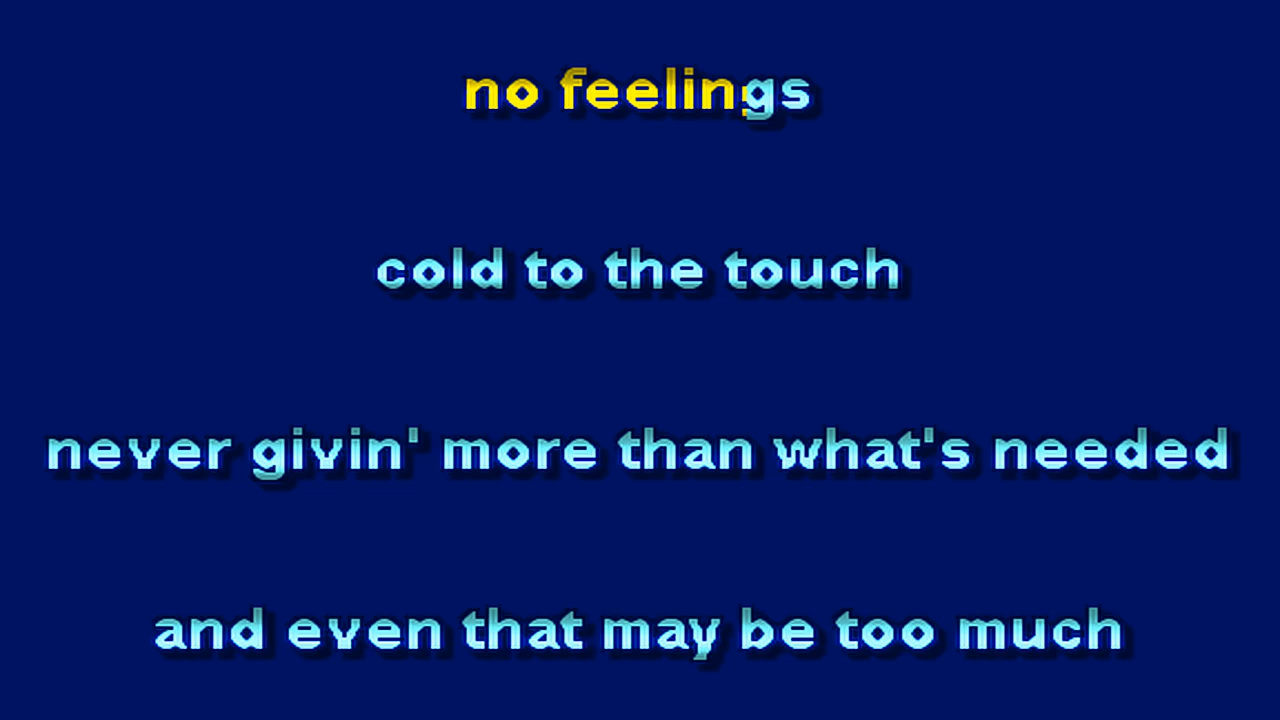 no feelings
cold to the touch
never givin' more than what's needed
and even that may be too much